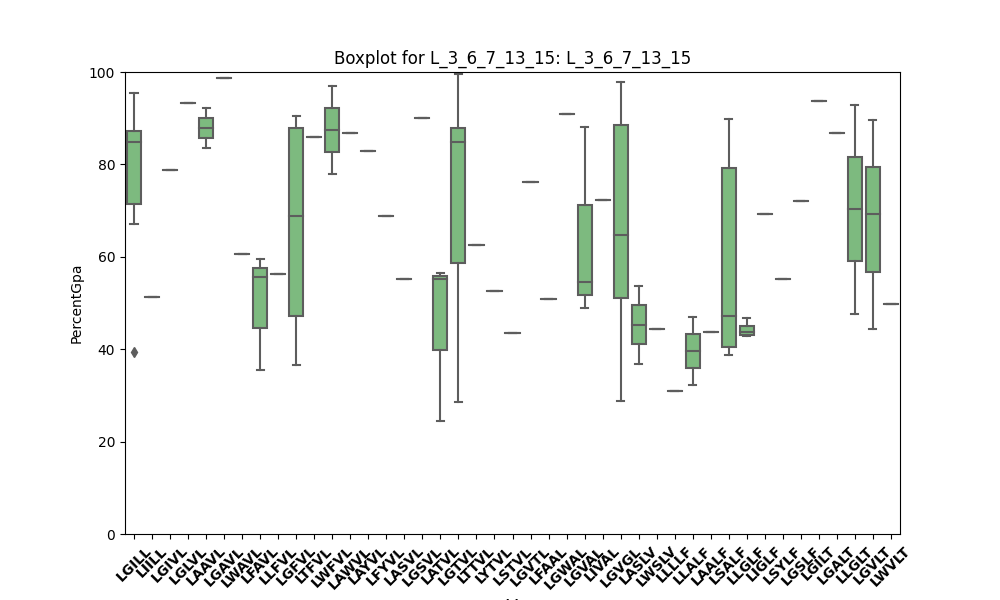 Boxplot for L_3_6_7_13_15: L_3_6_7_13_15
PercentGpa
100
80
60
40
20
0
LGILL
LIILL
LGIVL
LGLVL
LAAVL
LGAVL
LWAVL
LFAVL
LLFVL
LGFVL
LTFVL
LWFVL
LAWVL
LAYVL
LFYVL
LASVL
LGSVL
LATVL
LGTVL
LTTVL
LYTVL
LSTVL
LGVTL
LFAAL
LGWAL
LGVAL
LIVAL
LGVGL
LASLV
LWSLV
LLLLF
LLALF
LAALF
LSALF
LLGLF
LIGLF
LSYLF
LGSLF
LGILT
LGALT
LLGLT
LGVLT
LWVLT